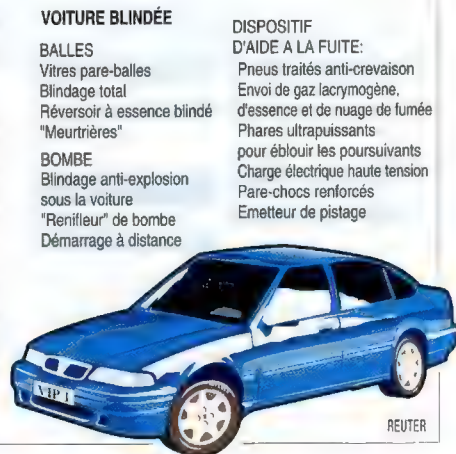 VOITURE BLINDÉE
BALLES
Vitres pare-balles
Blindage total
Réversoir à essence blindé
"Meurtrières"
BOMBE
Blindage anti-explosion
sous la voiture
"Renifleur" de bombe
Démarrage à distance
DISPOSITIF
D'AIDE A LA FUITE:
Pneus traités anti-crevaison
Envoi de gaz lacrymogène,
d'essence et de nuage de fumée
Phares ultrapuissants
pour éblouir les poursuivants
Charge électrique haute tension
Pare-chocs renforcés
Emetteur de pistage
VIP 1
REUTER